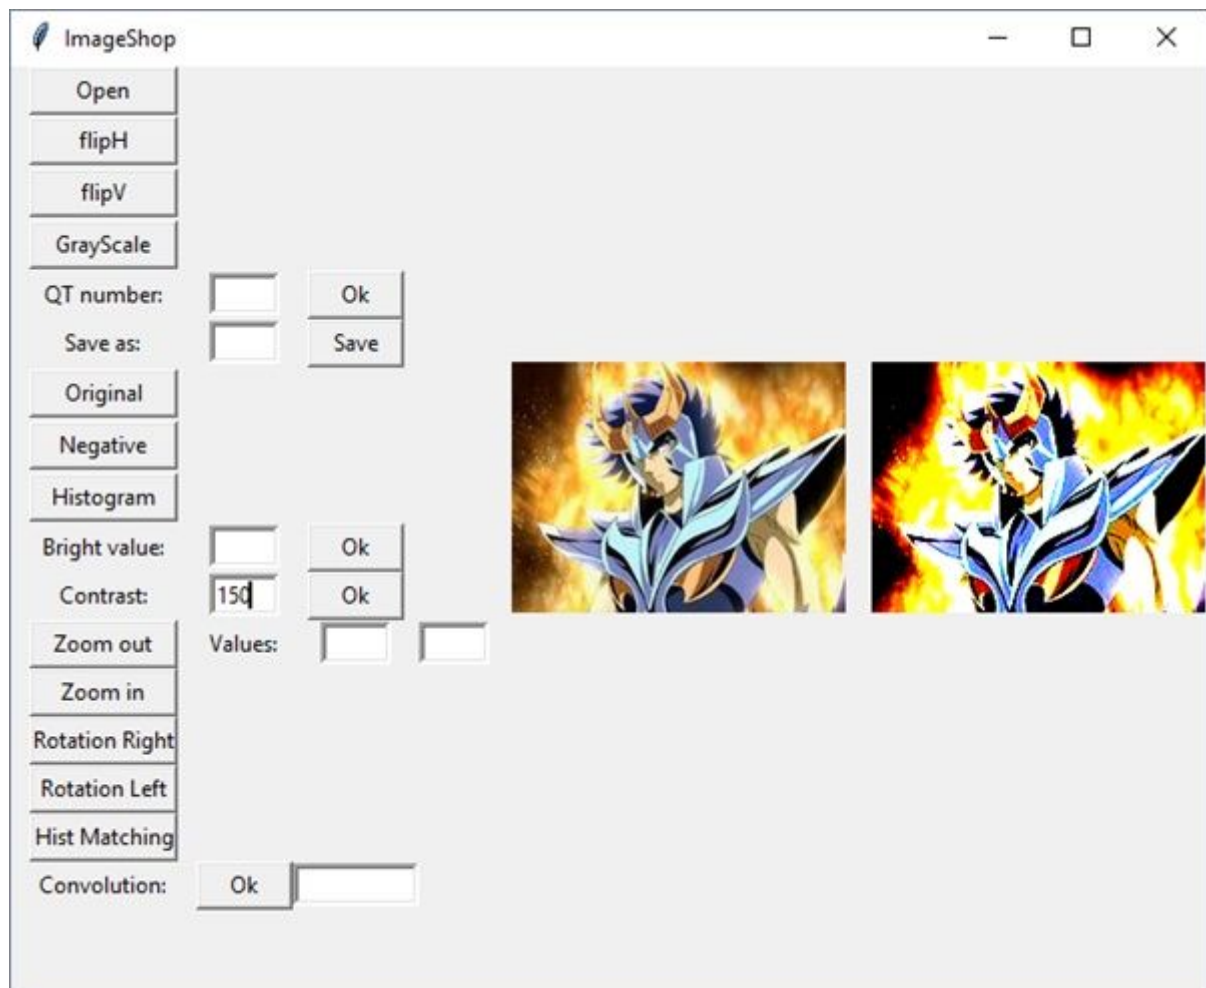 ImageShop
Open
flipH
flipV
GrayScale
QT number: Ok
Save as: Save
Original
Negative
Histogram
Bright value: Ok
Contrast: 150 Ok
Zoom out Values:
Zoom in
Rotation Right
Rotation Left
Hist Matching
Convolution: Ok